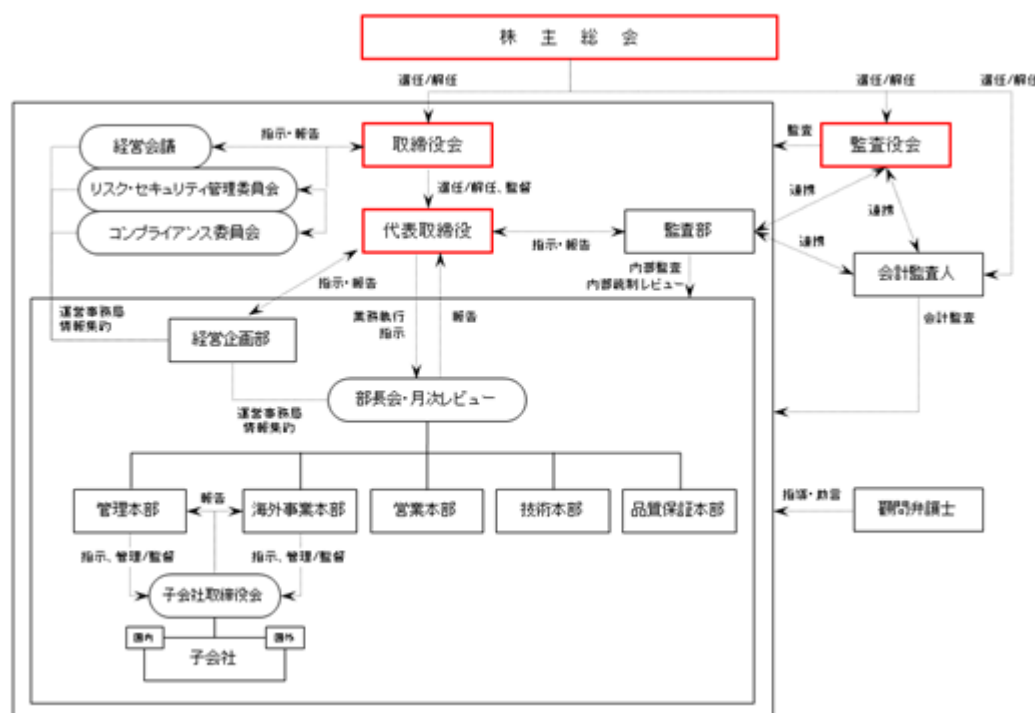 株主総会
選任/解任
選任/解任
選任/解任
経営会議
指示・報告
取締役会
監査
監査役会
リスク・セキュリティ管理委員会
選任/解任、監督
連携
コンプライアンス委員会
代表取締役
指示・報告
監査部
連携
連携
会計監査人
指示・報告
内部監査
内部統制レビュー
運営事務局
情報集約
経営企画部
業務執行
指示
報告
会計監査
部長会・月次レビュー
運営事務局
情報集約
管理本部
報告
海外事業本部
営業本部
技術本部
品質保証本部
指導・助言
顧問弁護士
指示、管理/監督
指示、管理/監督
子会社取締役会
国内
国外
子会社